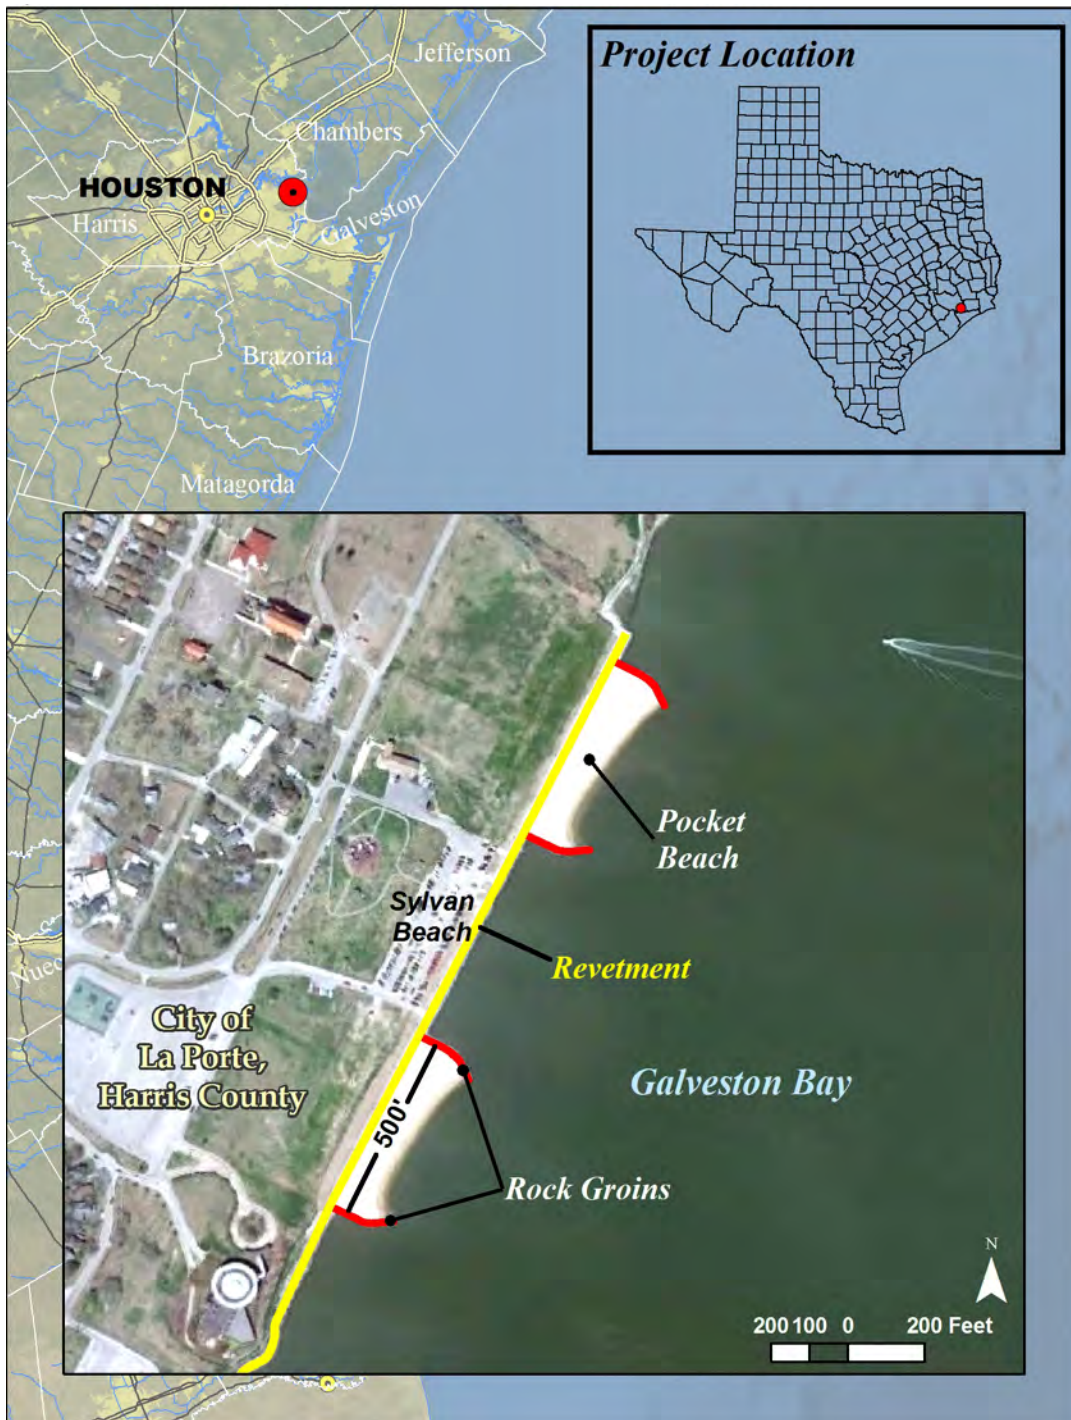 Jefferson
Project Location
Chambers
HOUSTON
Harris
Galveston
Brazoria
Matagorda
Pocket
Beach
Sylvan
Beach
Revetment
Nuec
City of
La Porte,
Harris County
Galveston Bay
500'
Rock Groins
N
200 100 0 200 Feet